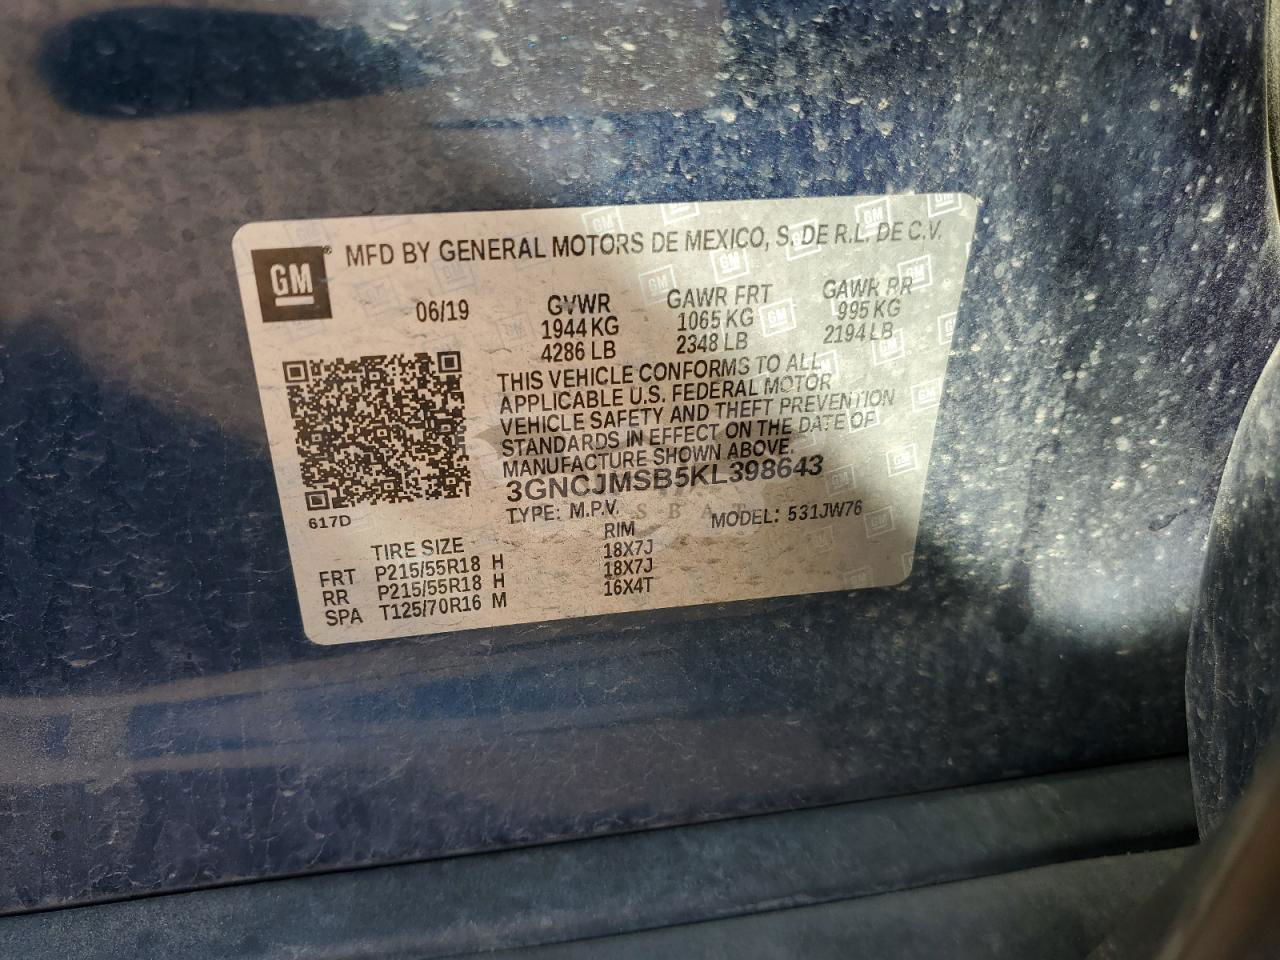 GM
MFD BY GENERAL MOTORS DE MEXICO, S. DE R.L. DE C.V.
06/19 GVWR GAWR FRT GAWR RR
1944 KG 1065 KG 995 KG
4286 LB 2348 LB 2194 LB
THIS VEHICLE CONFORMS TO ALL
APPLICABLE U.S. FEDERAL MOTOR
VEHICLE SAFETY AND THEFT PREVENTION
STANDARDS IN EFFECT ON THE DATE OF
MANUFACTURE SHOWN ABOVE.
3GNCJMSB5KL398643
617D
TYPE: M.P.V. MODEL: 531JW76
TIRE SIZE RIM
FRT P215/55R18 H 18X7J
RR P215/55R18 H 18X7J
SPA T125/70R16 M 16X4T